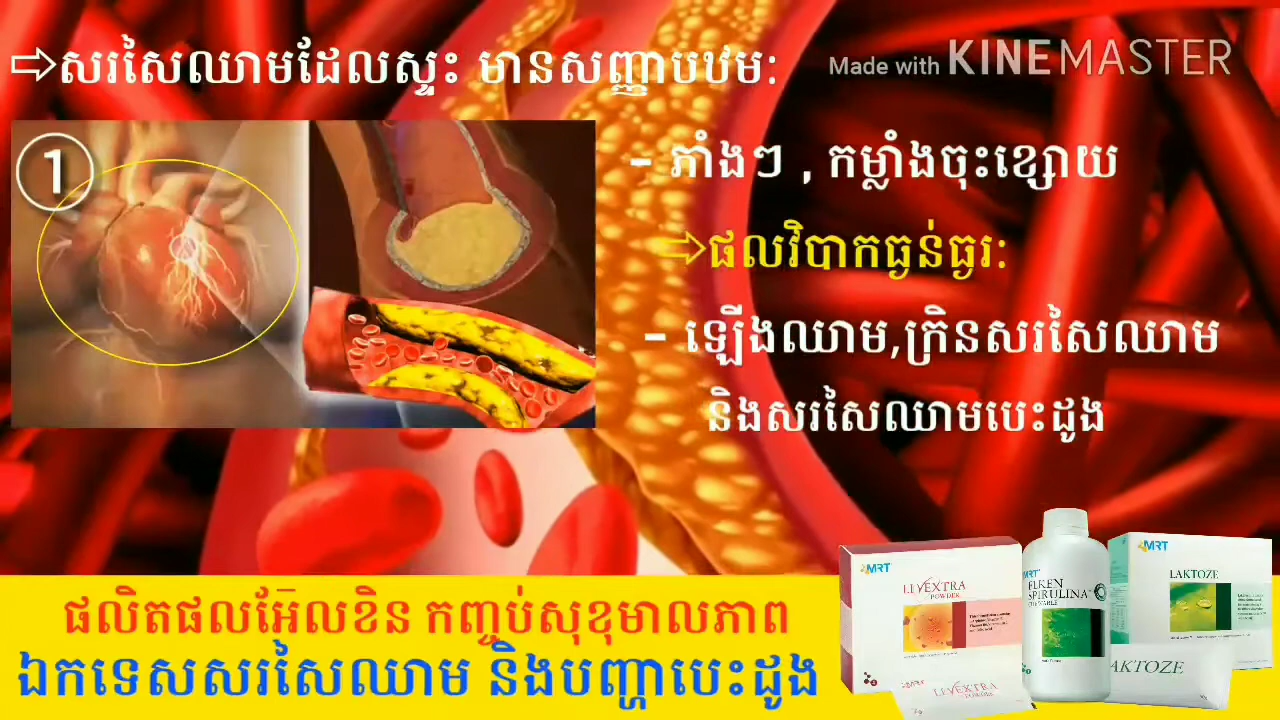 ⇨សរសៃឈាមដែលស្ទះ មានសញ្ញាបឋម:
Made with KINEMASTER
1
- ភាំងៗ , កម្លាំងចុះខ្សោយ
⇨ផលវិបាកធ្ងន់ធ្ងរ:
- ឡើងឈាម,ក្រិនសរសៃឈាម
និងសរសៃឈាមបេះដូង
ផលិតផលអ៊ែលខិន កញ្ចប់សុខុមាលភាព
ឯកទេសសរសៃឈាម និងបញ្ហាបេះដូង
MRT
LIVEXTRA
POWDER
MRT
ELKEN
SPIRULINA
MRT
LAKTOZE
LIVEXTRA
POWDER
LAKTOZE